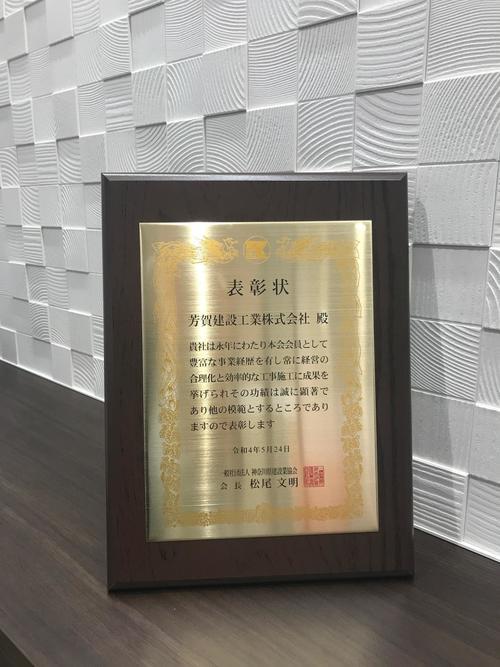 表彰状
芳賀建設工業株式会社 殿
貴社は永年にわたり本会会員として
豊富な事業経歴を有し常に経営の
合理化と効率的な工事施工に成果を
挙げられその功績は誠に顕著で
あり他の模範とするところであり
ますので表彰します
令和4年5月24日
一般社団法人 神奈川県建設業協会
会長 松尾 文明